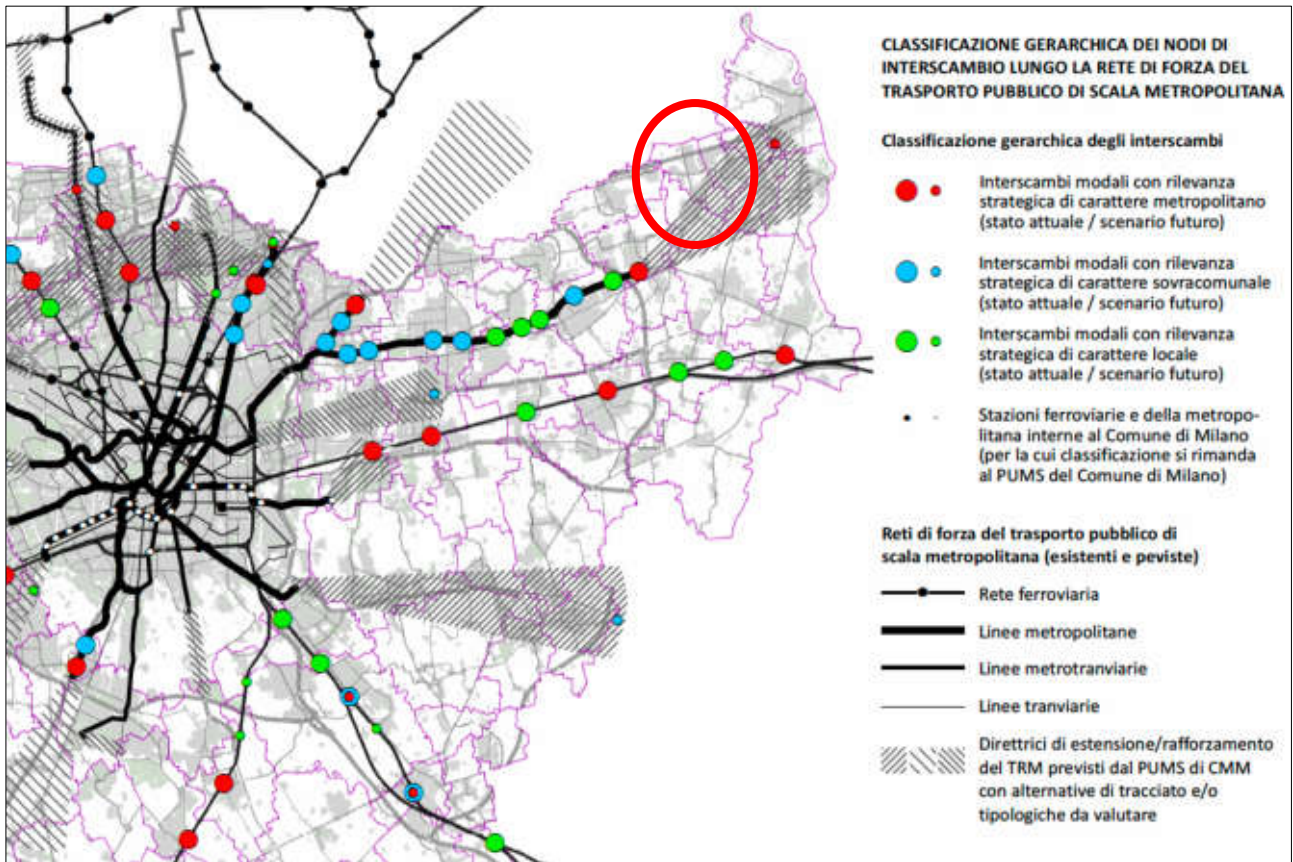 CLASSIFICAZIONE GERARCHICA DEI NODI DI
INTERSCAMBIO LUNGO LA RETE DI FORZA DEL
TRASPORTO PUBBLICO DI SCALA METROPOLITANA
Classificazione gerarchica degli interscambi
Interscambi modali con rilevanza
strategica di carattere metropolitano
(stato attuale / scenario futuro)
Interscambi modali con rilevanza
strategica di carattere sovracomunale
(stato attuale / scenario futuro)
Interscambi modali con rilevanza
strategica di carattere locale
(stato attuale / scenario futuro)
Stazioni ferroviarie e della metropo-
litana interne al Comune di Milano
(per la cui classificazione si rimanda
al PUMS del Comune di Milano)
Reti di forza del trasporto pubblico di
scala metropolitana (esistenti e peviste)
Rete ferroviaria
Linee metropolitane
Linee metrotranviarie
Linee tranviarie
Direttrici di estensione/rafforzamento
del TRM previsti dal PUMS di CMM
con alternative di tracciato e/o
tipologiche da valutare